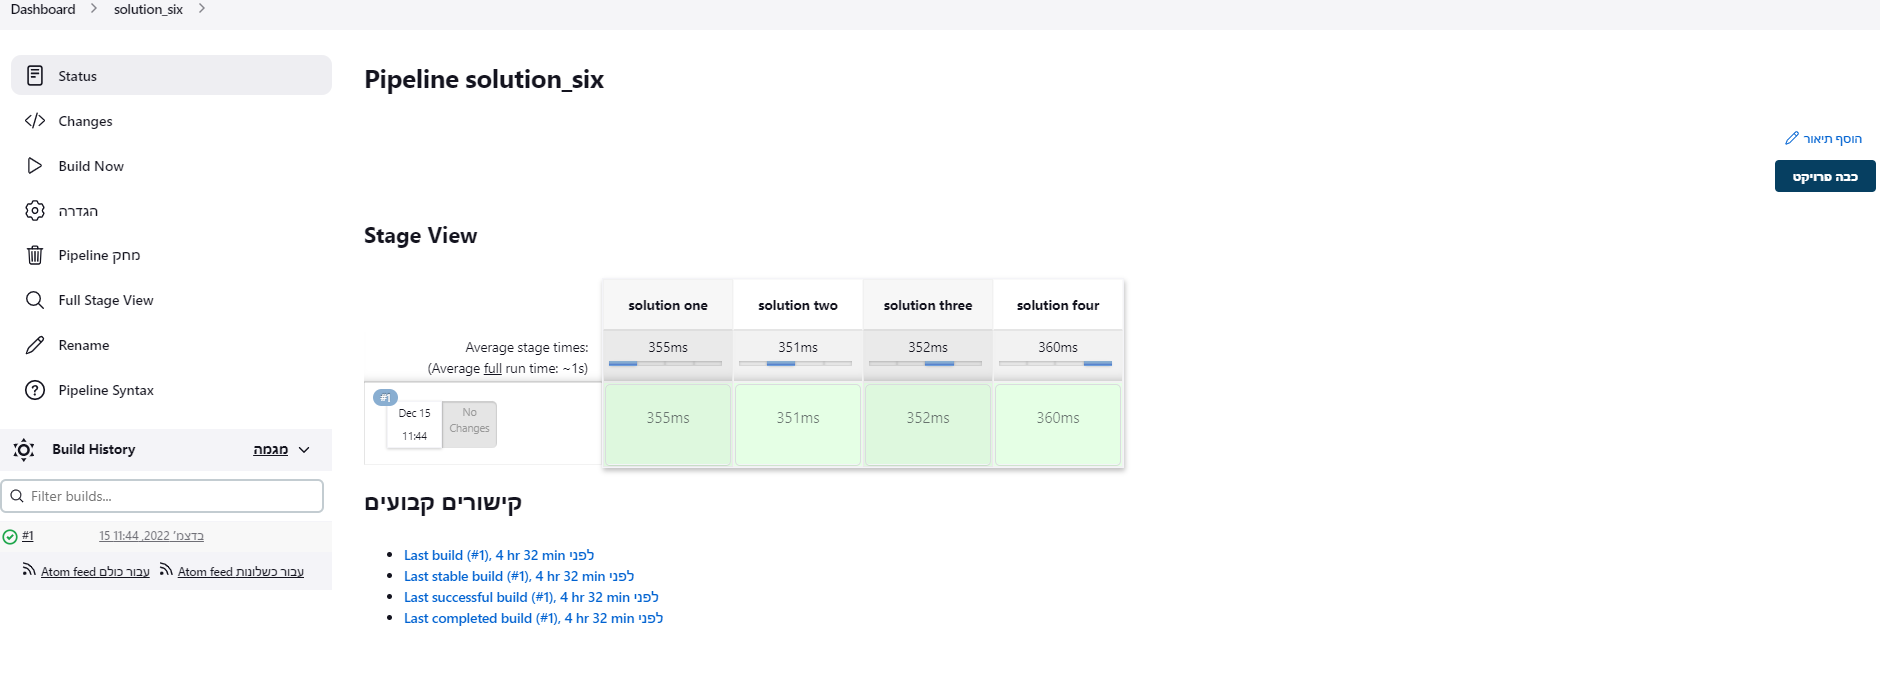 Dashboard > solution_six >
Status
Changes
Build Now
הגדרה
מחק Pipeline
Full Stage View
Rename
Pipeline Syntax
Build History מגמה
Filter builds...
#1 15 בדצמ׳ 2022, 11:44
Atom feed עבור כולם Atom feed עבור כשלונות
Pipeline solution_six
הוסף תיאור
כבה פרויקט
Stage View
solution one solution two solution three solution four
Average stage times: 355ms 351ms 352ms 360ms
(Average full run time: ~1s)
#1
Dec 15 No
11:44 Changes
355ms 351ms 352ms 360ms
קישורים קבועים
Last build (#1), 4 hr 32 min לפני
Last stable build (#1), 4 hr 32 min לפני
Last successful build (#1), 4 hr 32 min לפני
Last completed build (#1), 4 hr 32 min לפני